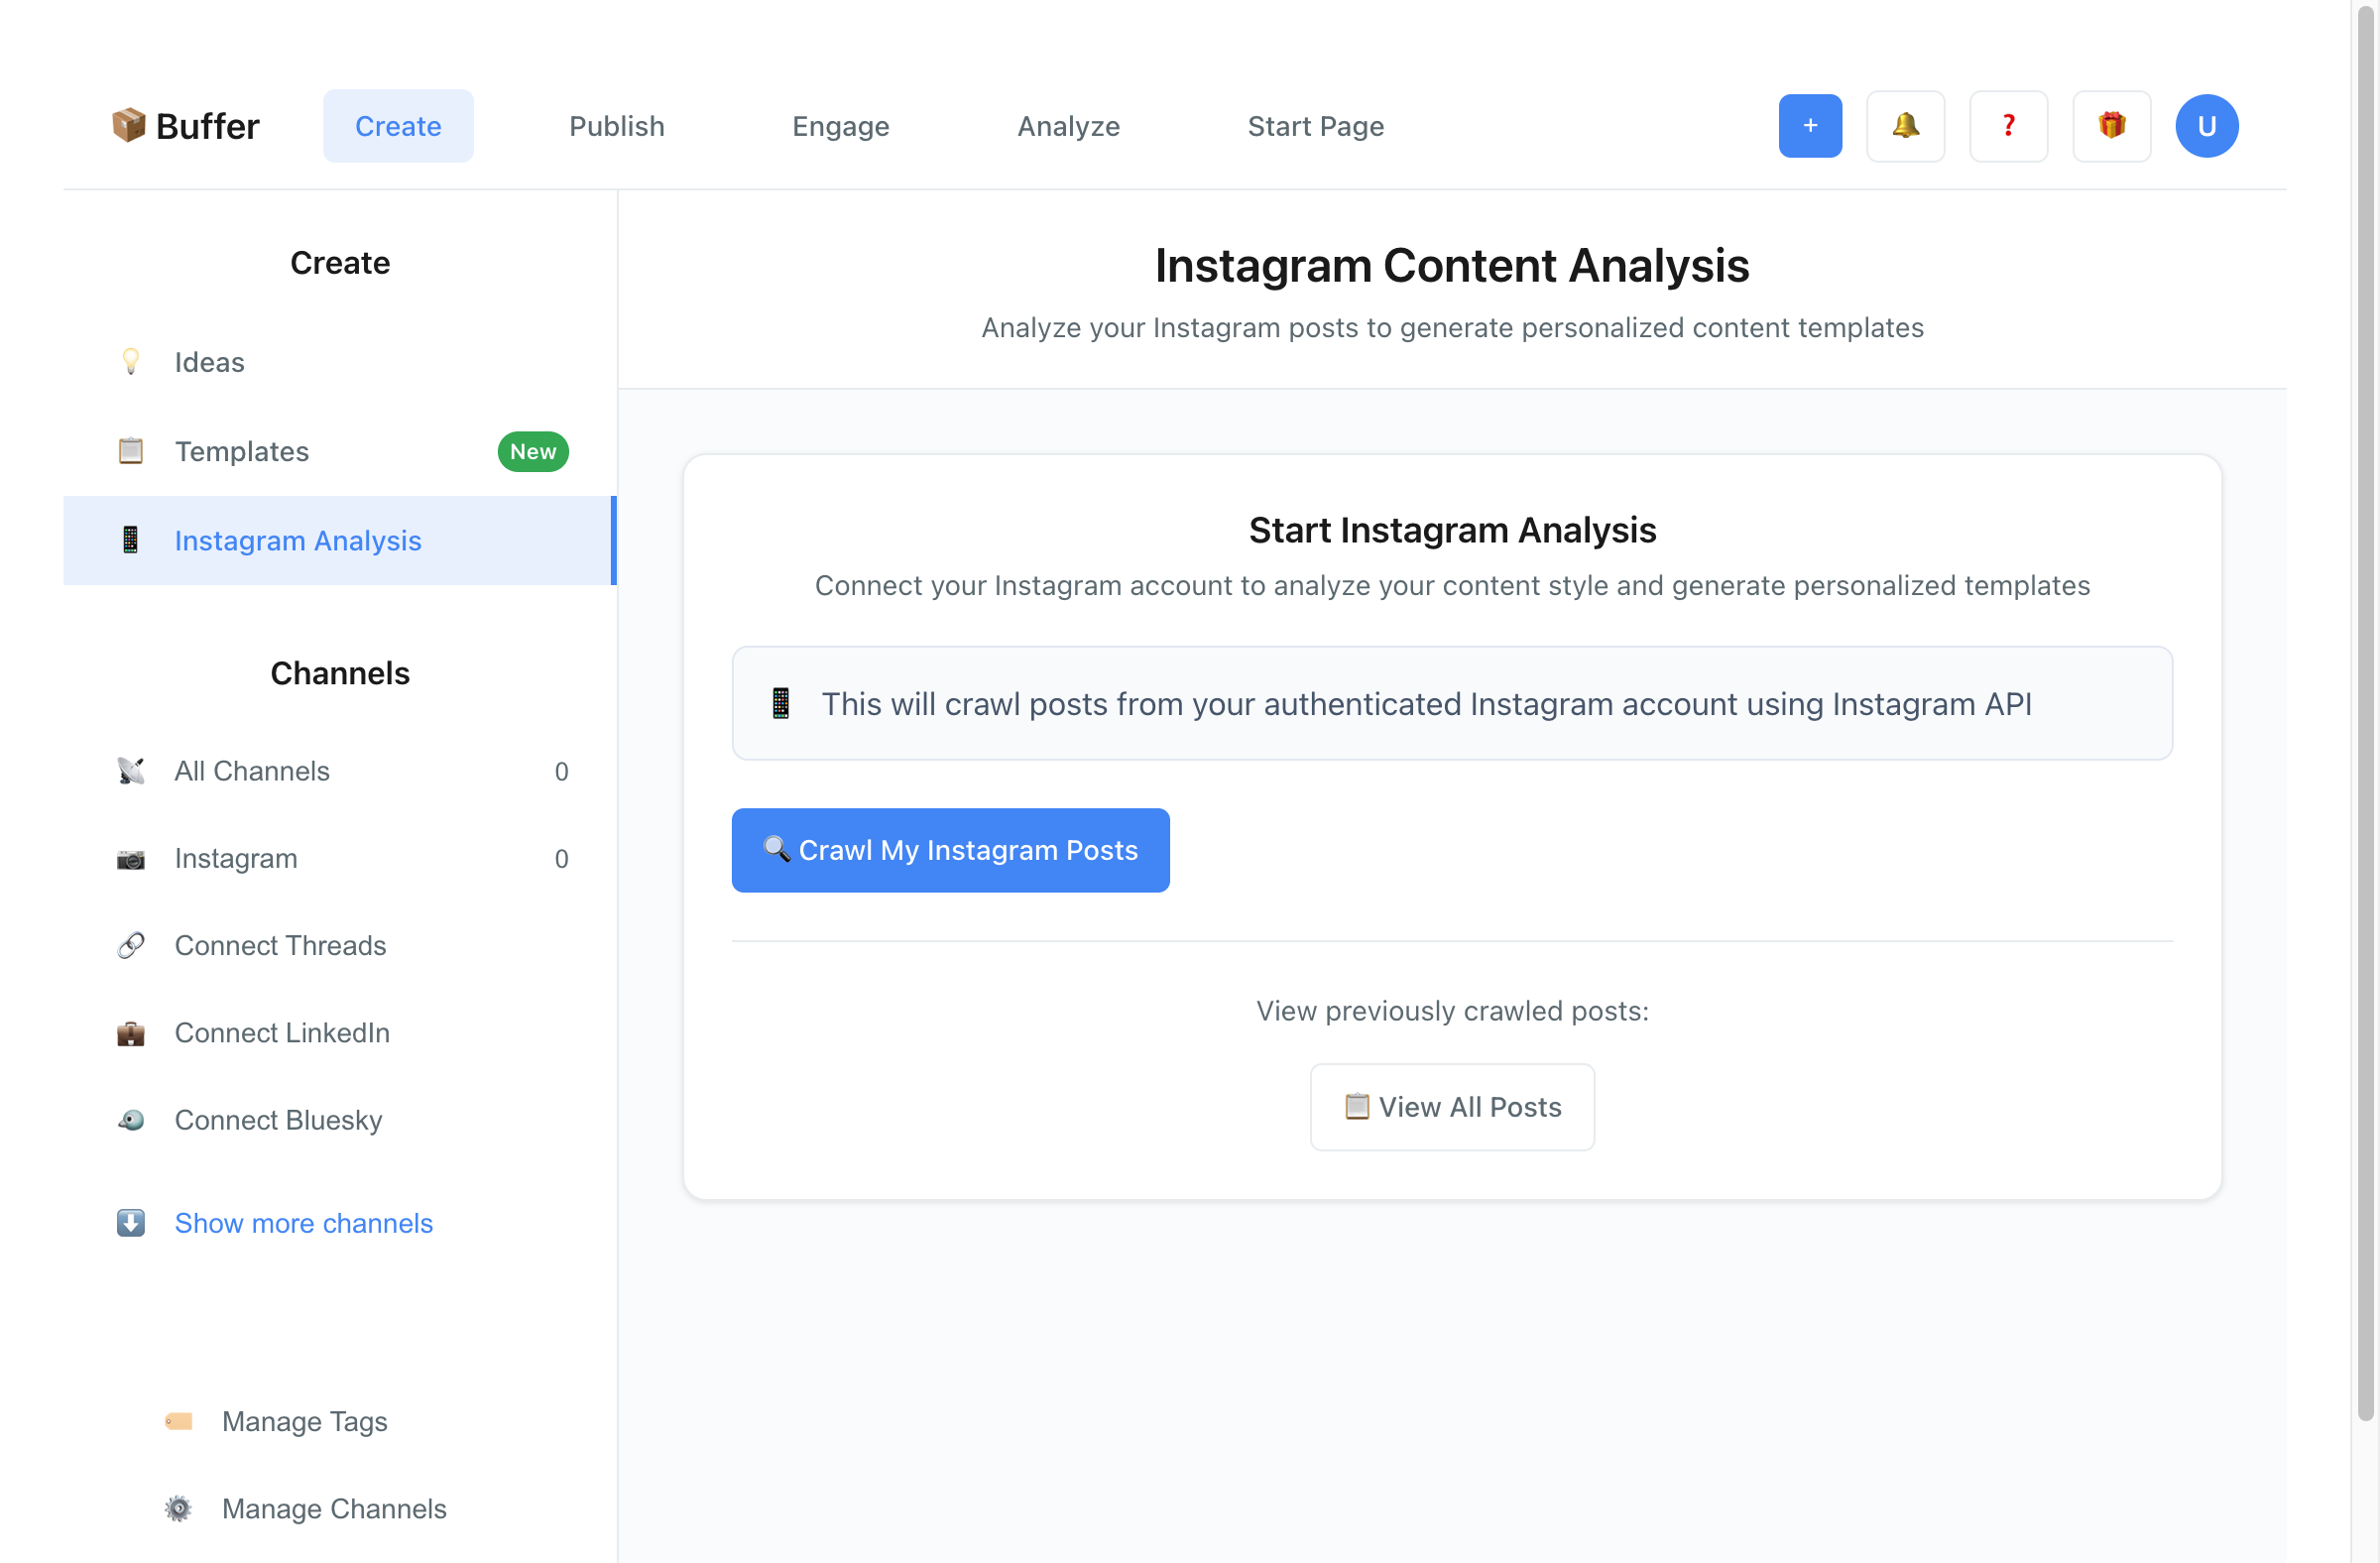 Buffer
Create
Publish
Engage
Analyze
Start Page
+
?
U
Create
Ideas
Templates New
Instagram Analysis
Channels
All Channels 0
Instagram 0
Connect Threads
Connect LinkedIn
Connect Bluesky
Show more channels
Manage Tags
Manage Channels
Instagram Content Analysis
Analyze your Instagram posts to generate personalized content templates
Start Instagram Analysis
Connect your Instagram account to analyze your content style and generate personalized templates
This will crawl posts from your authenticated Instagram account using Instagram API
Crawl My Instagram Posts
View previously crawled posts:
View All Posts